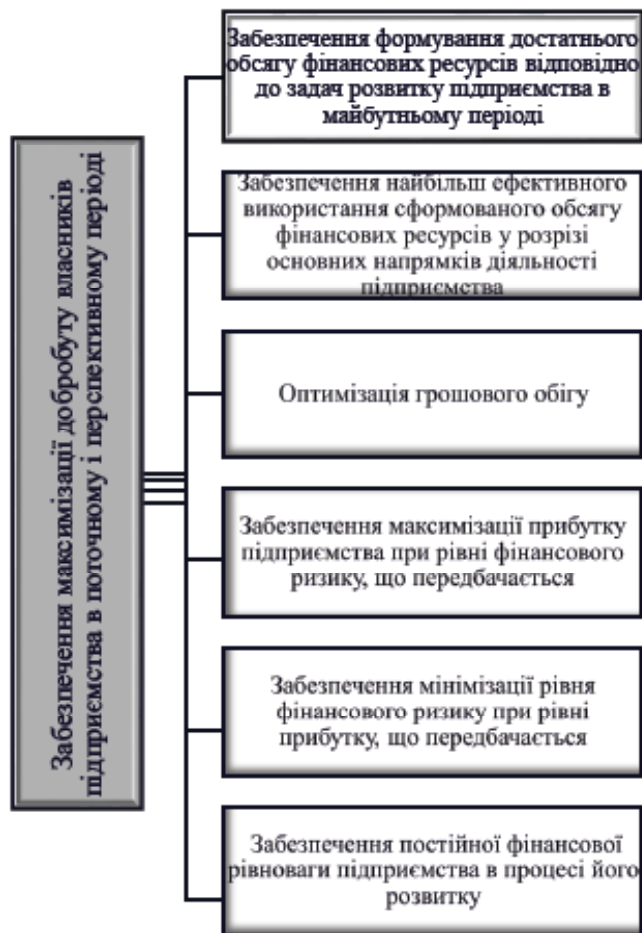 Забезпечення максимізації добробуту власників
підприємства в поточному і перспективному періоді
Забезпечення формування достатнього
обсягу фінансових ресурсів відповідно
до задач розвитку підприємства в
майбутньому періоді
Забезпечення найбільш ефективного
використання сформованого обсягу
фінансових ресурсів у розрізі
основних напрямків діяльності
підприємства
Оптимізація грошового обігу
Забезпечення максимізації прибутку
підприємства при рівні фінансового
ризику, що передбачається
Забезпечення мінімізації рівня
фінансового ризику при рівні
прибутку, що передбачається
Забезпечення постійної фінансової
рівноваги підприємства в процесі його
розвитку